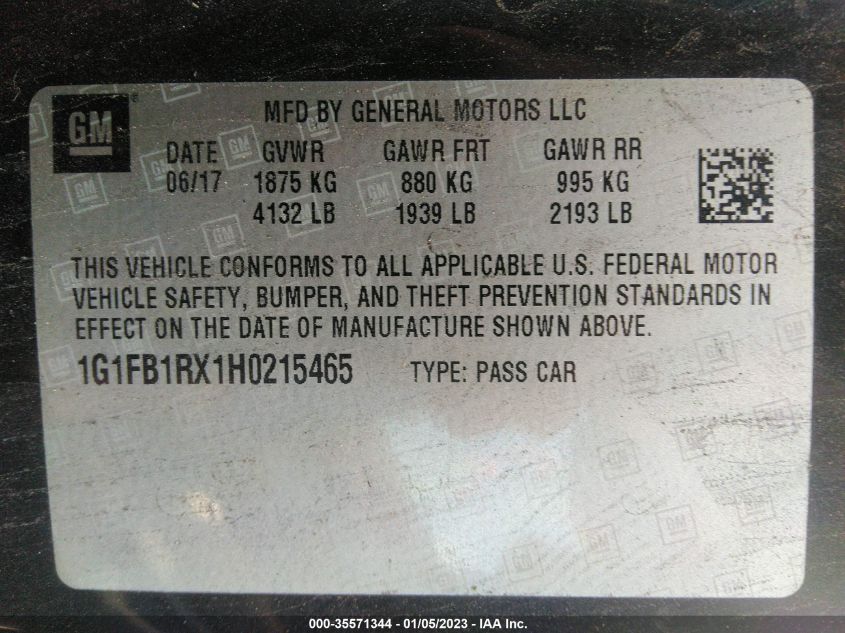 GM
MFD BY GENERAL MOTORS LLC
DATE GVWR GAWR FRT GAWR RR
06/17 1875 KG 880 KG 995 KG
4132 LB 1939 LB 2193 LB
THIS VEHICLE CONFORMS TO ALL APPLICABLE U.S. FEDERAL MOTOR
VEHICLE SAFETY, BUMPER, AND THEFT PREVENTION STANDARDS IN
EFFECT ON THE DATE OF MANUFACTURE SHOWN ABOVE.
1G1FB1RX1H0215465 TYPE: PASS CAR
000-35571344 - 01/05/2023 - IAA Inc.